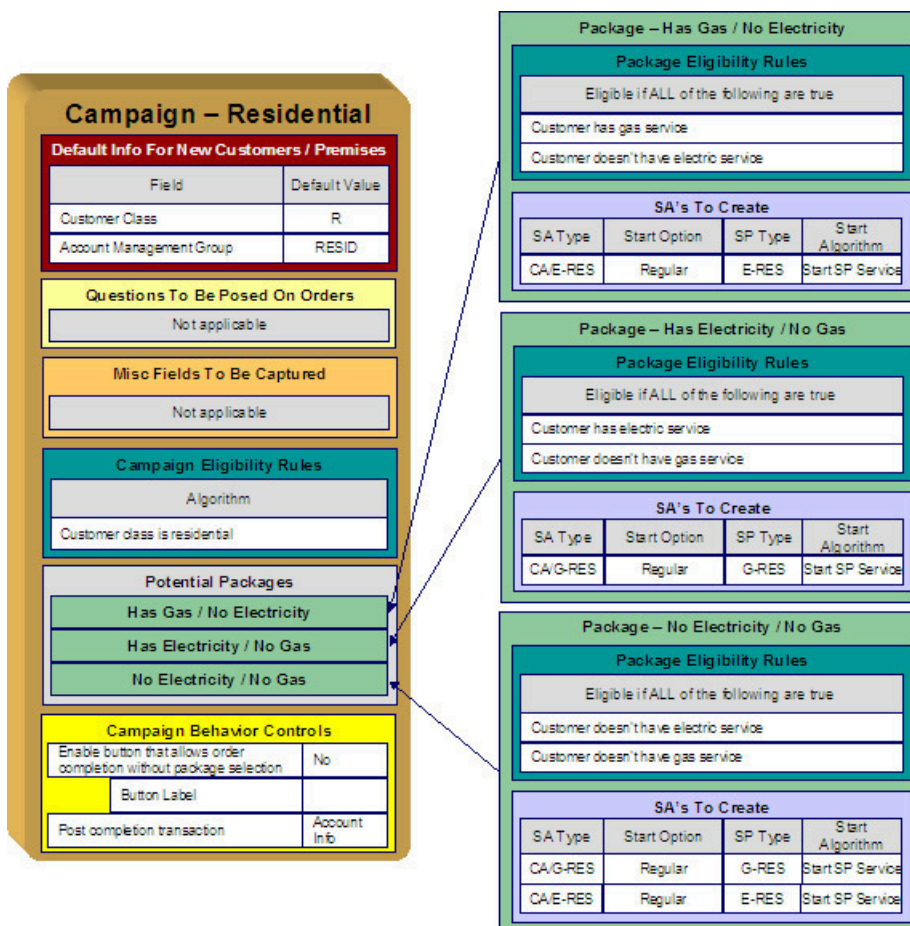 Campaign – Residential
Default Info For New Customers / Premises
Field Default Value
Customer Class R
Account Management Group RESID
Questions To Be Posed On Orders
Not applicable
Misc Fields To Be Captured
Not applicable
Campaign Eligibility Rules
Algorithm
Customer class is residential
Potential Packages
Has Gas / No Electricity
Has Electricity / No Gas
No Electricity / No Gas
Campaign Behavior Controls
Enable button that allows order
completion without package selection No
Button Label
Post completion transaction Account
Info
Package – Has Gas / No Electricity
Package Eligibility Rules
Eligible if ALL of the following are true
Customer has gas service
Customer doesn't have electric service
SA's To Create
SA Type Start Option SP Type Start
Algorithm
CA/E-RES Regular E-RES Start SP Service
Package – Has Electricity / No Gas
Package Eligibility Rules
Eligible if ALL of the following are true
Customer has electric service
Customer doesn't have gas service
SA's To Create
SA Type Start Option SP Type Start
Algorithm
CA/G-RES Regular G-RES Start SP Service
Package – No Electricity / No Gas
Package Eligibility Rules
Eligible if ALL of the following are true
Customer doesn't have electric service
Customer doesn't have gas service
SA's To Create
SA Type Start Option SP Type Start
Algorithm
CA/G-RES Regular G-RES Start SP Service
CA/E-RES Regular E-RES Start SP Service